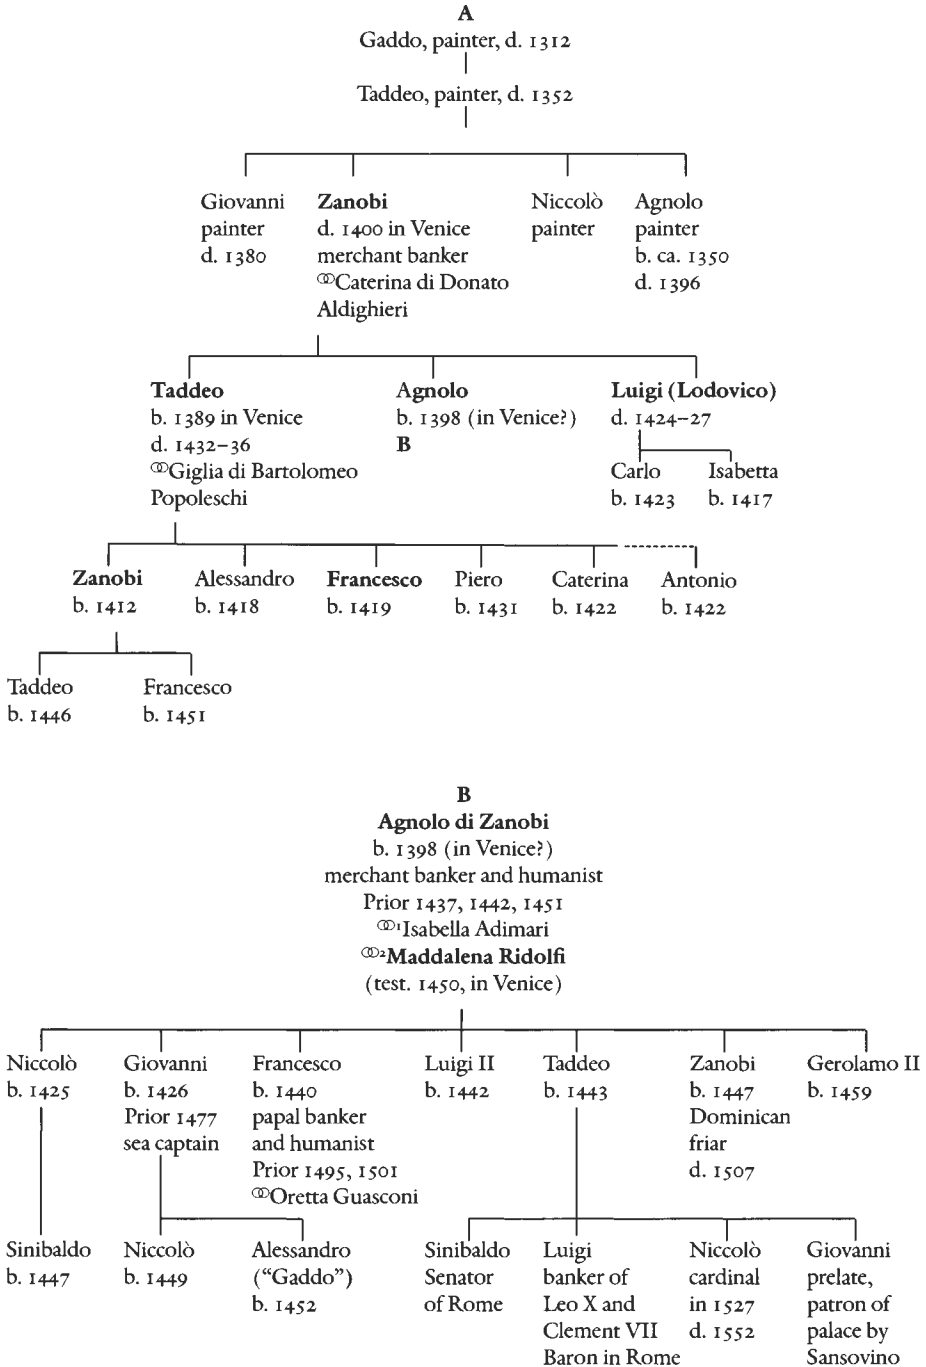 A
Gaddo, painter, d. 1312
Taddeo, painter, d. 1352
Giovanni
painter
d. 1380
Zanobi
d. 1400 in Venice
merchant banker
⚭Caterina di Donato
Aldighieri
Niccolò
painter
Agnolo
painter
b. ca. 1350
d. 1396
Taddeo
b. 1389 in Venice
d. 1432–36
⚭Giglia di Bartolomeo
Popoleschi
Agnolo
b. 1398 (in Venice?)
B
Luigi (Lodovico)
d. 1424–27
Carlo
b. 1423
Isabetta
b. 1417
Zanobi
b. 1412
Alessandro
b. 1418
Francesco
b. 1419
Piero
b. 1431
Caterina
b. 1422
Antonio
b. 1422
Taddeo
b. 1446
Francesco
b. 1451
B
Agnolo di Zanobi
b. 1398 (in Venice?)
merchant banker and humanist
Prior 1437, 1442, 1451
⚭¹Isabella Adimari
⚭²Maddalena Ridolfi
(test. 1450, in Venice)
Niccolò
b. 1425
Giovanni
b. 1426
Prior 1477
sea captain
Francesco
b. 1440
papal banker
and humanist
Prior 1495, 1501
⚭Oretta Guasconi
Luigi II
b. 1442
Taddeo
b. 1443
Zanobi
b. 1447
Dominican
friar
d. 1507
Gerolamo II
b. 1459
Sinibaldo
b. 1447
Niccolò
b. 1449
Alessandro
(“Gaddo”)
b. 1452
Sinibaldo
Senator
of Rome
Luigi
banker of
Leo X and
Clement VII
Baron in Rome
Niccolò
cardinal
in 1527
d. 1552
Giovanni
prelate,
patron of
palace by
Sansovino